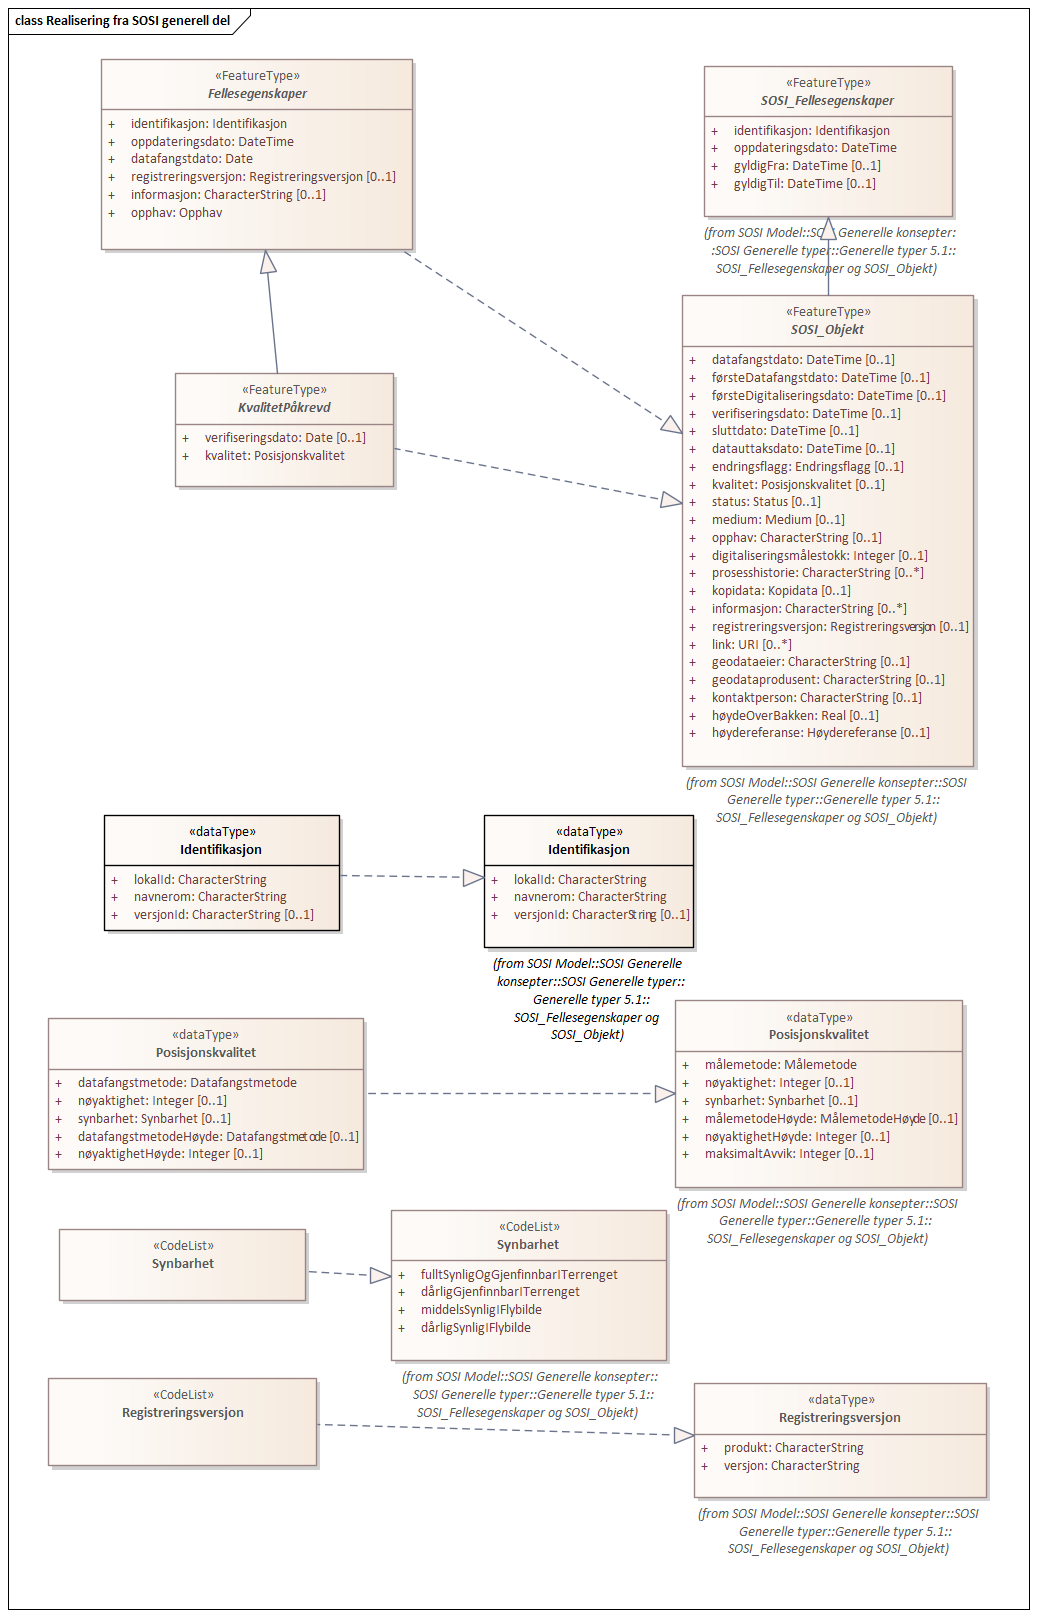 class Realisering fra SOSI generell del
«FeatureType»
Fellesegenskaper
+ identifikasjon: Identifikasjon
+ oppdateringsdato: DateTime
+ datafangstdato: Date
+ registreringsversjon: Registreringsversjon [0..1]
+ informasjon: CharacterString [0..1]
+ opphav: Opphav
«FeatureType»
SOSI_Fellesegenskaper
+ identifikasjon: Identifikasjon
+ oppdateringsdato: DateTime
+ gyldigFra: DateTime [0..1]
+ gyldigTil: DateTime [0..1]
(from SOSI Model::SOSI Generelle konsepter:
:SOSI Generelle typer::Generelle typer 5.1::
SOSI_Fellesegenskaper og SOSI_Objekt)
«FeatureType»
KvalitetPåkrevd
+ verifiseringsdato: Date [0..1]
+ kvalitet: Posisjonskvalitet
«FeatureType»
SOSI_Objekt
+ datafangstdato: DateTime [0..1]
+ førsteDatafangstdato: DateTime [0..1]
+ førsteDigitaliseringsdato: DateTime [0..1]
+ verifiseringsdato: DateTime [0..1]
+ sluttdato: DateTime [0..1]
+ datauttaksdato: DateTime [0..1]
+ endringsflagg: Endringsflagg [0..1]
+ kvalitet: Posisjonskvalitet [0..1]
+ status: Status [0..1]
+ medium: Medium [0..1]
+ opphav: CharacterString [0..1]
+ digitaliseringsmålestokk: Integer [0..1]
+ prosesshistorie: CharacterString [0..*]
+ kopidata: Kopidata [0..1]
+ informasjon: CharacterString [0..*]
+ registreringsversjon: Registreringsversjon [0..1]
+ link: URI [0..*]
+ geodataeier: CharacterString [0..1]
+ geodataprodusent: CharacterString [0..1]
+ kontaktperson: CharacterString [0..1]
+ høydeOverBakken: Real [0..1]
+ høydereferanse: Høydereferanse [0..1]
(from SOSI Model::SOSI Generelle konsepter::SOSI
Generelle typer::Generelle typer 5.1::
SOSI_Fellesegenskaper og SOSI_Objekt)
«dataType»
Identifikasjon
+ lokalId: CharacterString
+ navnerom: CharacterString
+ versjonId: CharacterString [0..1]
«dataType»
Identifikasjon
+ lokalId: CharacterString
+ navnerom: CharacterString
+ versjonId: CharacterString [0..1]
(from SOSI Model::SOSI Generelle
konsepter::SOSI Generelle typer::
Generelle typer 5.1::
SOSI_Fellesegenskaper og
SOSI_Objekt)
«dataType»
Posisjonskvalitet
+ datafangstmetode: Datafangstmetode
+ nøyaktighet: Integer [0..1]
+ synbarhet: Synbarhet [0..1]
+ datafangstmetodeHøyde: Datafangstmetode [0..1]
+ nøyaktighetHøyde: Integer [0..1]
«dataType»
Posisjonskvalitet
+ målemetode: Målemetode
+ nøyaktighet: Integer [0..1]
+ synbarhet: Synbarhet [0..1]
+ målemetodeHøyde: MålemetodeHøyde [0..1]
+ nøyaktighetHøyde: Integer [0..1]
+ maksimaltAvvik: Integer [0..1]
(from SOSI Model::SOSI Generelle konsepter::SOSI
Generelle typer::Generelle typer 5.1::
SOSI_Fellesegenskaper og SOSI_Objekt)
«CodeList»
Synbarhet
«CodeList»
Synbarhet
+ fulltSynligOgGjenfinnbarITerrenget
+ dårligGjenfinnbarITerrenget
+ middelsSynligIFlybilde
+ dårligSynligIFlybilde
(from SOSI Model::SOSI Generelle konsepter::
SOSI Generelle typer::Generelle typer 5.1::
SOSI_Fellesegenskaper og SOSI_Objekt)
«CodeList»
Registreringsversjon
«dataType»
Registreringsversjon
+ produkt: CharacterString
+ versjon: CharacterString
(from SOSI Model::SOSI Generelle konsepter::SOSI
Generelle typer::Generelle typer 5.1::
SOSI_Fellesegenskaper og SOSI_Objekt)